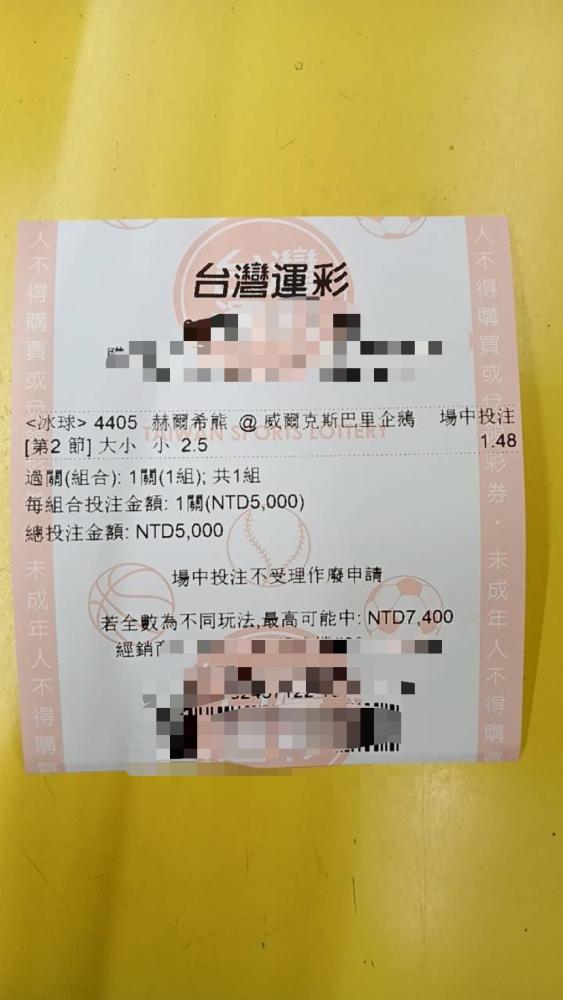 台灣運彩
<冰球> 4405 赫爾希熊 @ 威爾克斯巴里企鵝 場中投注
[第2 節] 大小 小 2.5 1.48
TAIWAN SPORTS LOTTERY
過關(組合): 1關(1組); 共1組
每組合投注金額: 1關(NTD5,000)
總投注金額: NTD5,000
場中投注不受理作廢申請
若全數為不同玩法,最高可能中: NTD7,400
經銷
人不得購買或
未成年人不得購買
人不得購買或
彩券．未成年人不得購買